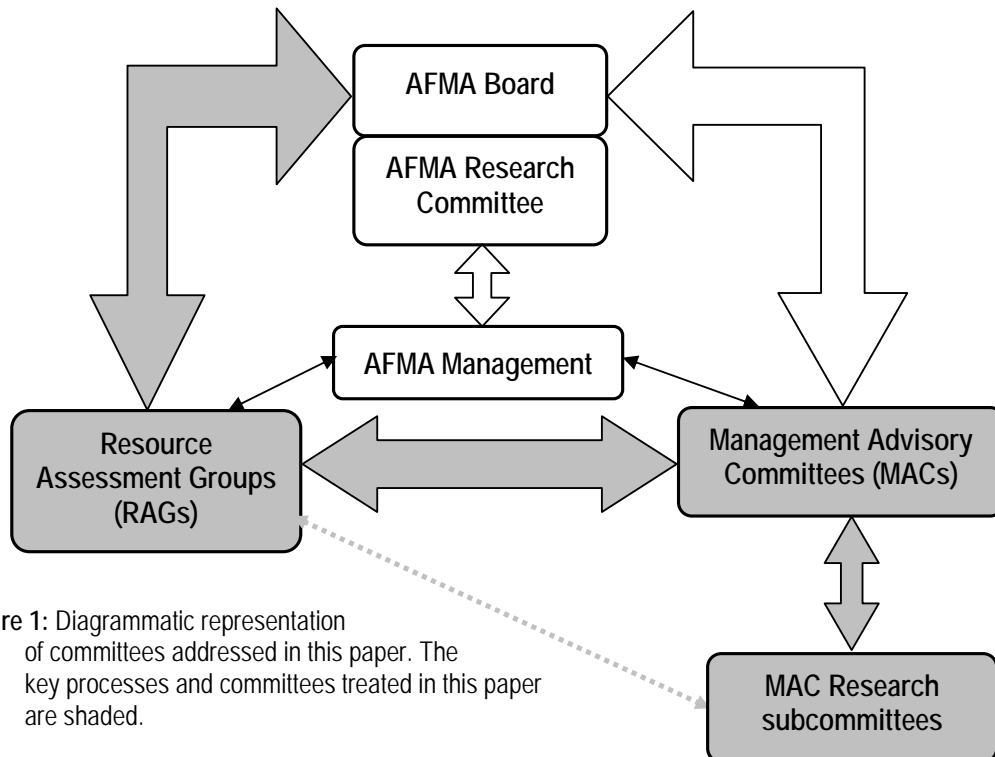 AFMA Board
AFMA Research
Committee
AFMA Management
Resource
Assessment Groups
(RAGs)
Management Advisory
Committees (MACs)
re 1: Diagrammatic representation
of committees addressed in this paper. The
key processes and committees treated in this paper
are shaded.
MAC Research
subcommittees